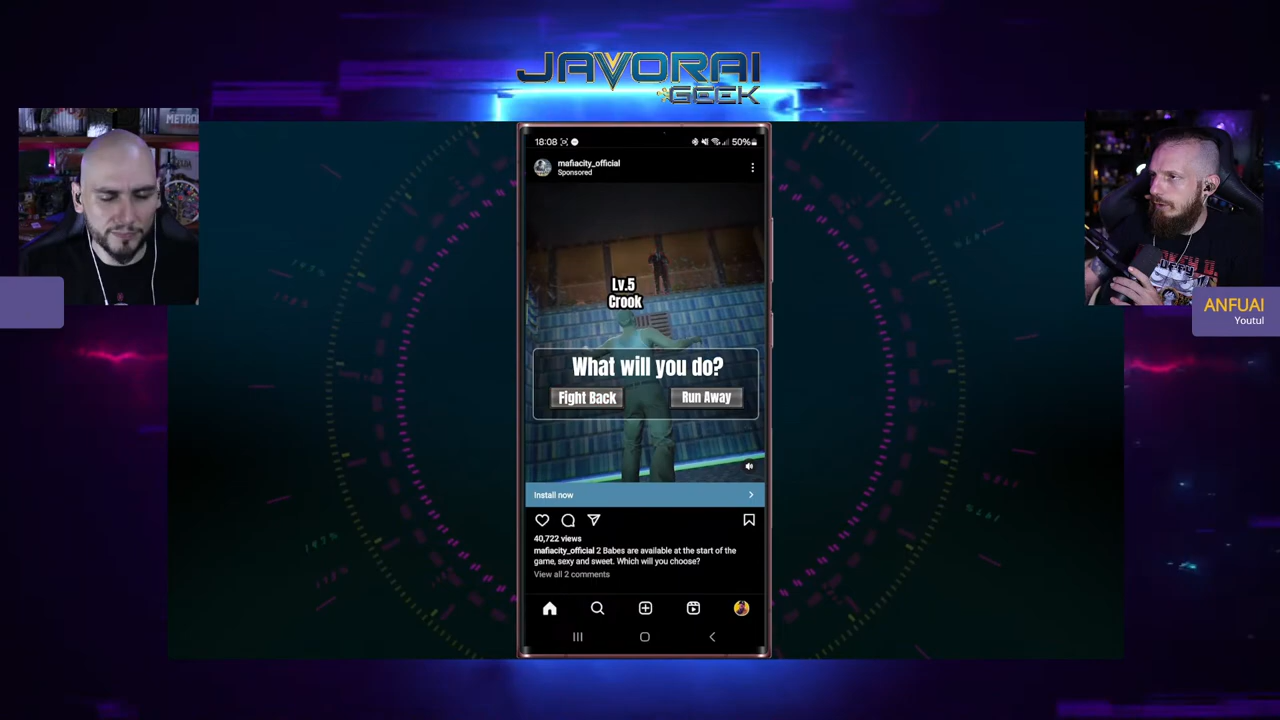 JAVORAI
GEEK
METRO
18:08
50%
mafiacity_official
Sponsored
Lv.5
Crook
What will you do?
Fight Back
Run Away
Install now
40,722 views
mafiacity_official 2 Babes are available at the start of the
game, sexy and sweet. Which will you choose?
View all 2 comments
ANFUAI
Youtul